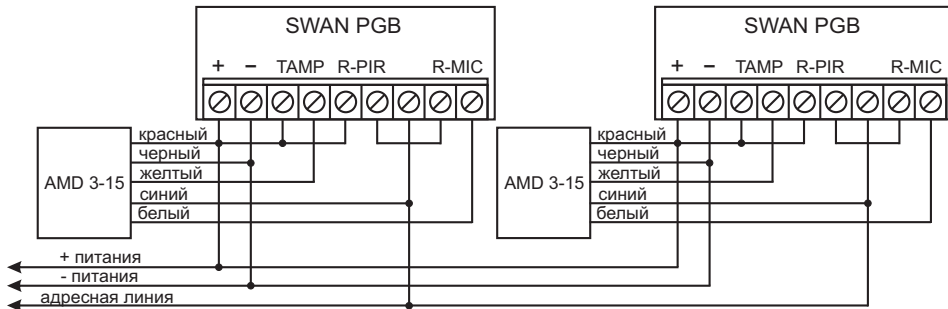 SWAN PGB
+ − TAMP R-PIR R-MIC
красный
черный
желтый
синий
белый
AMD 3-15
SWAN PGB
+ − TAMP R-PIR R-MIC
красный
черный
желтый
синий
белый
AMD 3-15
+ питания
- питания
адресная линия